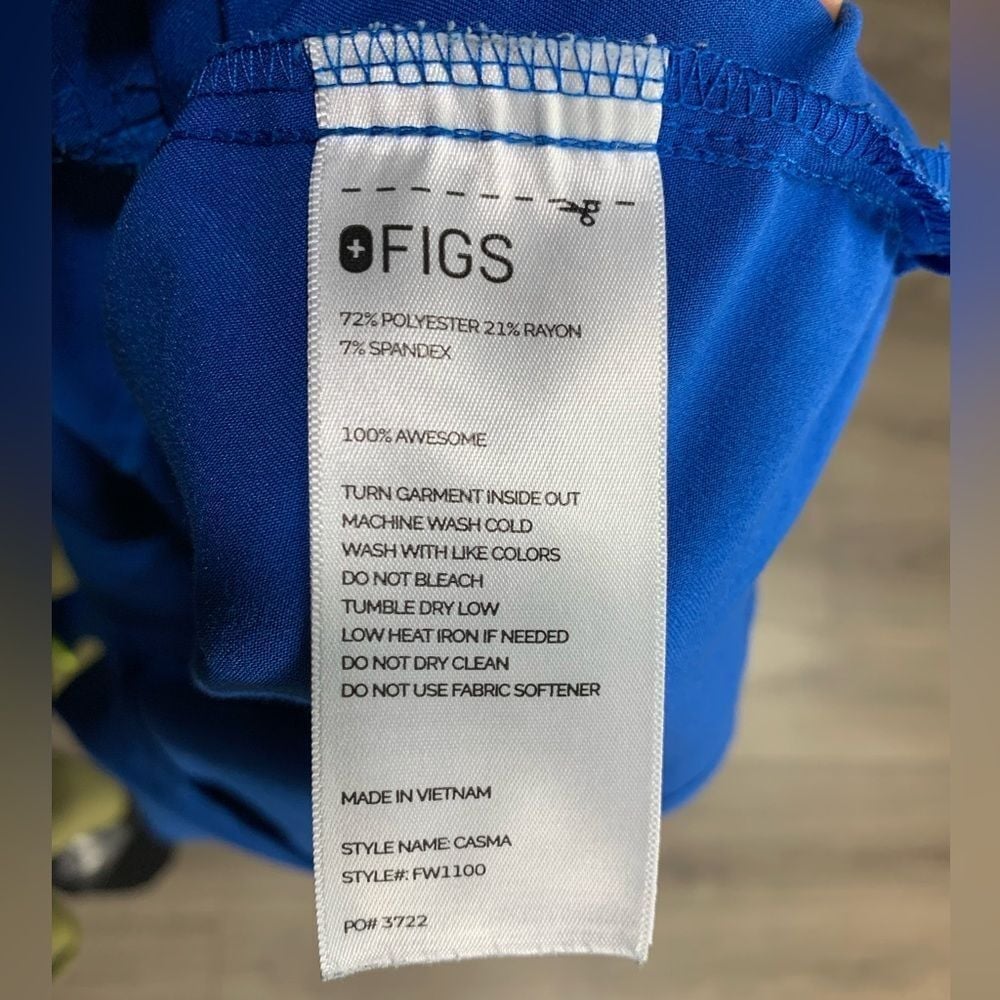 FIGS
72% POLYESTER 21% RAYON
7% SPANDEX
100% AWESOME
TURN GARMENT INSIDE OUT
MACHINE WASH COLD
WASH WITH LIKE COLORS
DO NOT BLEACH
TUMBLE DRY LOW
LOW HEAT IRON IF NEEDED
DO NOT DRY CLEAN
DO NOT USE FABRIC SOFTENER
MADE IN VIETNAM
STYLE NAME: CASMA
STYLE#: FW1100
PO# 3722